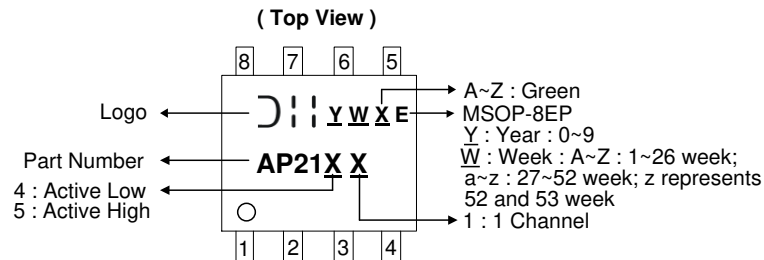 ( Top View )
8 7 6 5
Logo
Y W X E
A~Z : Green
MSOP-8EP
Y : Year : 0~9
W : Week : A~Z : 1~26 week;
a~z : 27~52 week; z represents
52 and 53 week
Part Number
AP21X X
4 : Active Low
5 : Active High
1 : 1 Channel
1 2 3 4